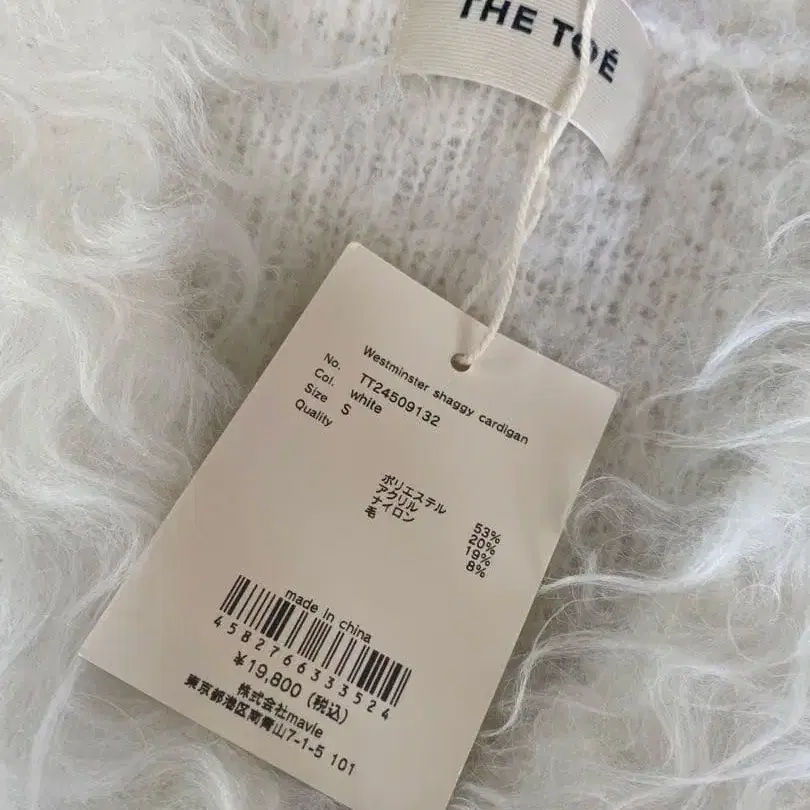 THE TOÉ
Westminster shaggy cardigan
No. TT24509132
Col. white
Size S
Quality
ポリエステル 53%
アクリル 20%
ナイロン 19%
毛 8%
made in china
4582766333524
¥19,800 (税込)
株式会社mavie
東京都港区南青山7-1-5 101